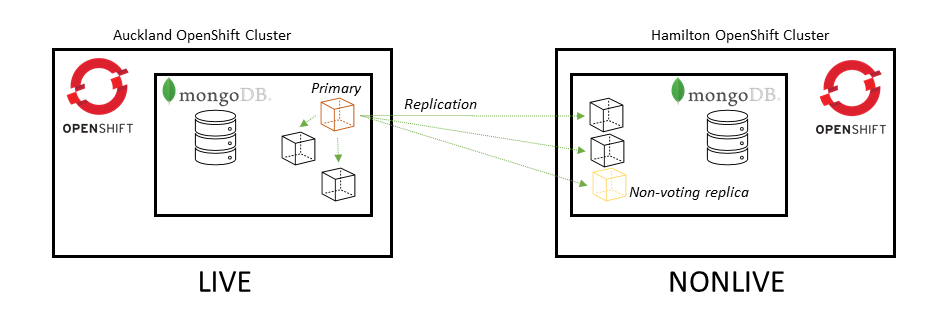 Auckland OpenShift Cluster
Hamilton OpenShift Cluster
OPENSHIFT
mongoDB.
Primary
Replication
mongoDB.
OPENSHIFT
Non-voting replica
LIVE
NONLIVE